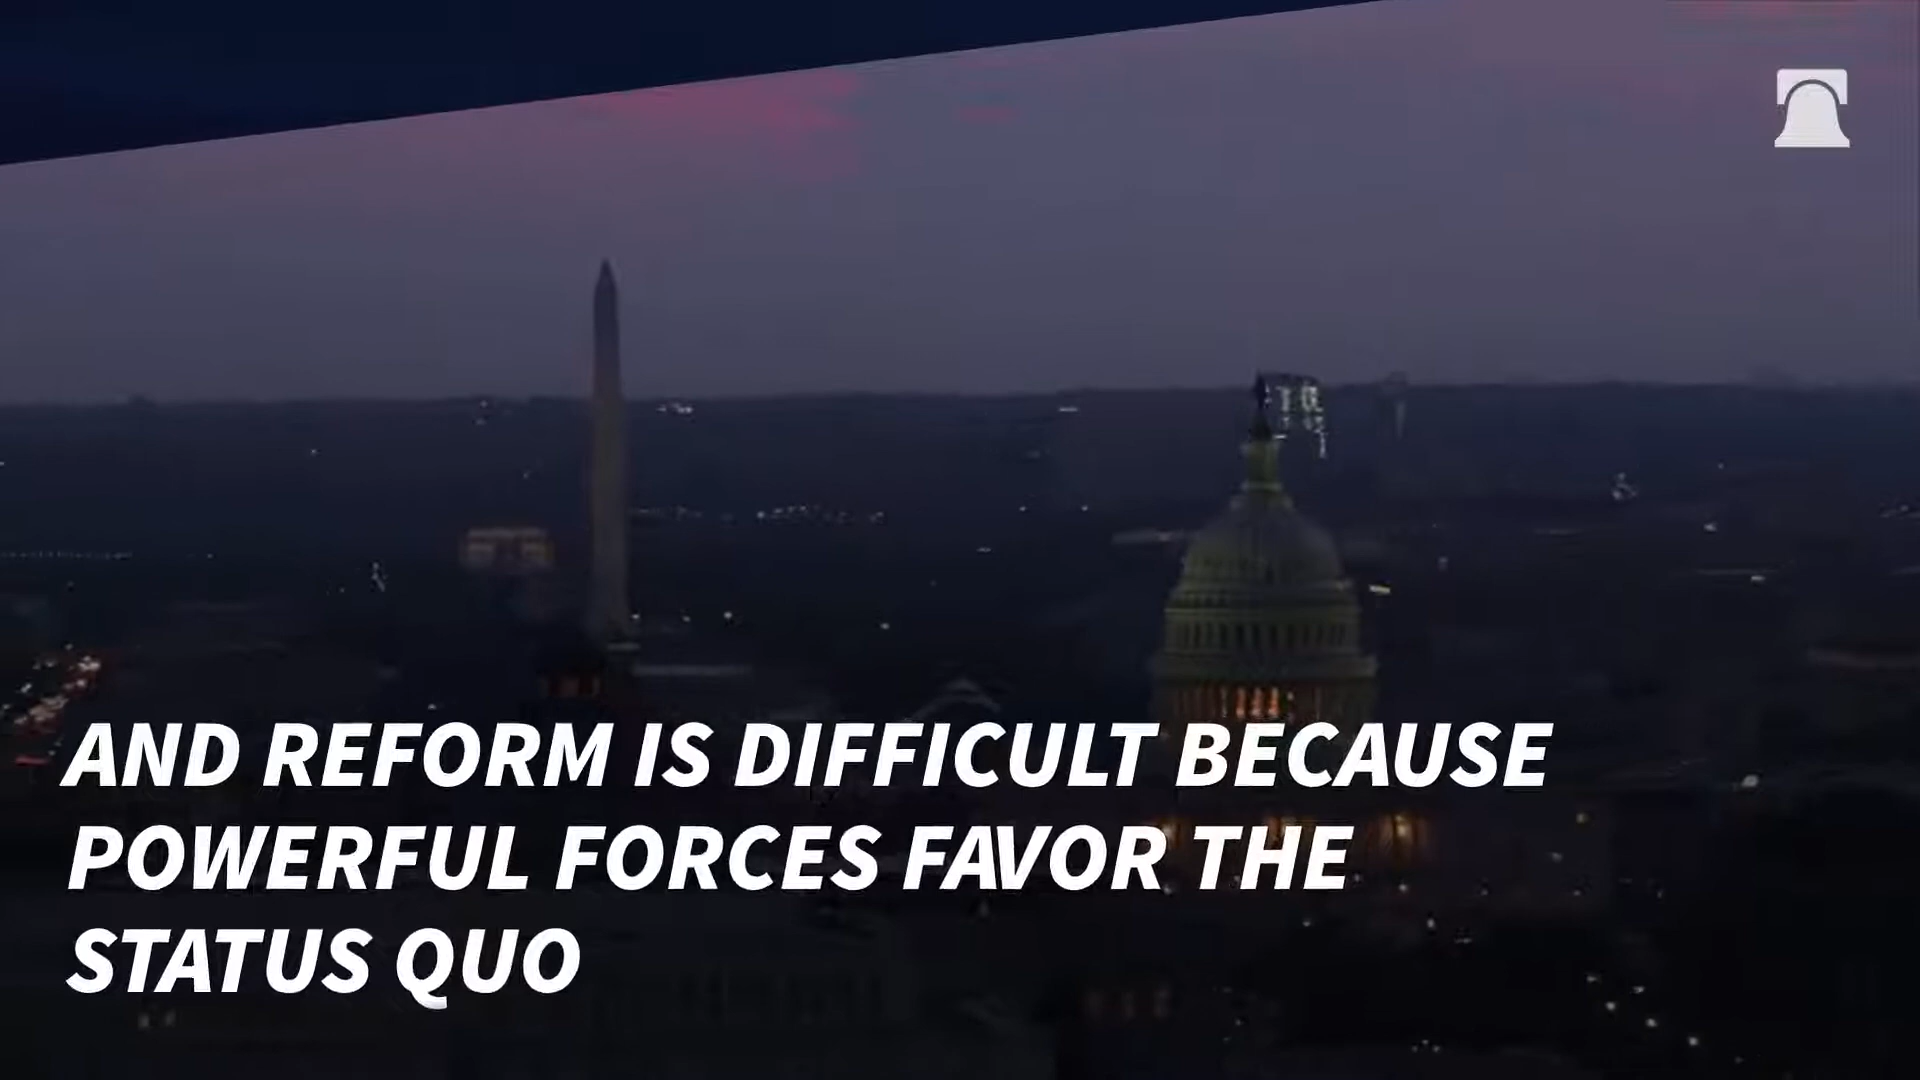 AND REFORM IS DIFFICULT BECAUSE
POWERFUL FORCES FAVOR THE
STATUS QUO